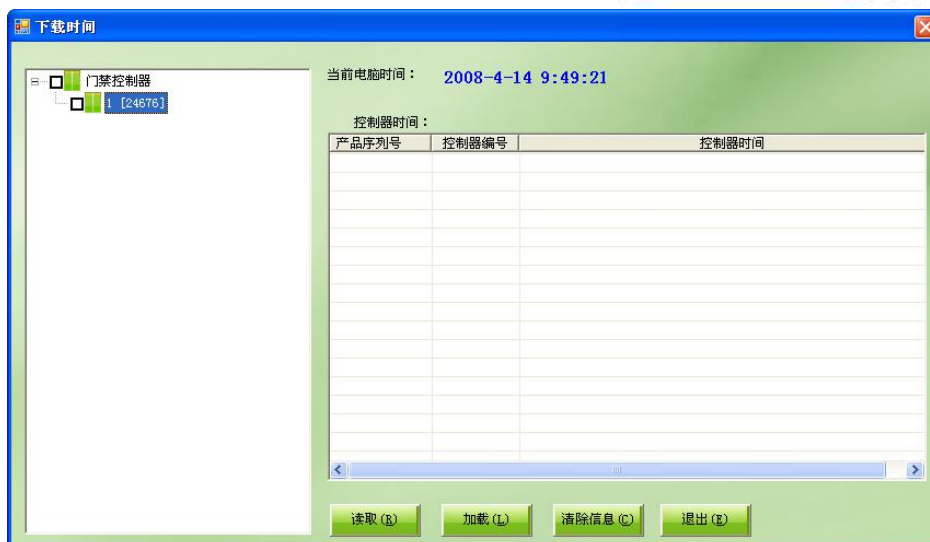 下载时间
门禁控制器
1 [24676]
当前电脑时间： 2008-4-14 9:49:21
控制器时间：
产品序列号 控制器编号 控制器时间
读取(R) 加载(L) 清除信息(C) 退出(E)